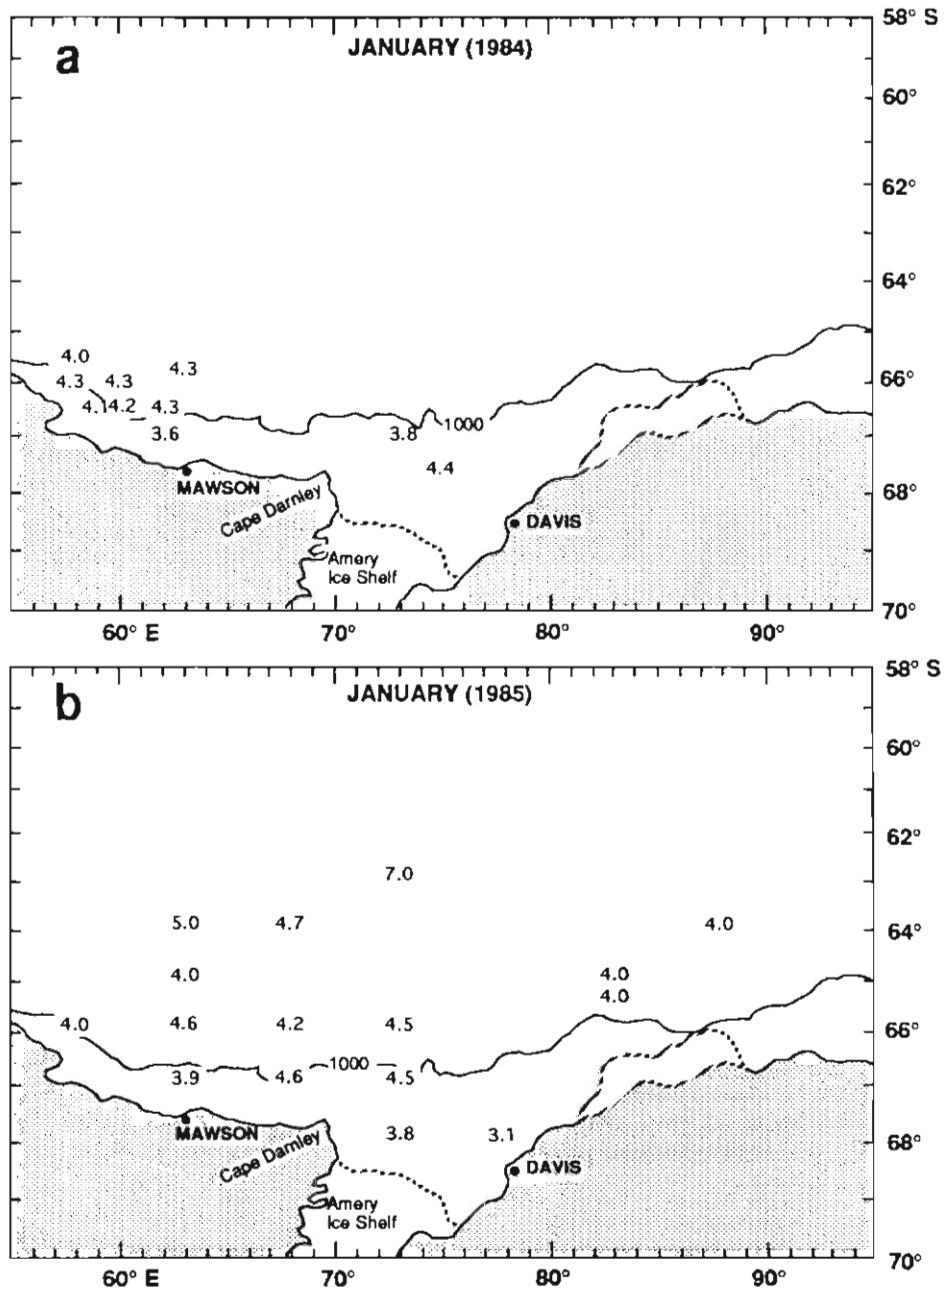 a
JANUARY (1984)
58° S
60°
62°
64°
4.0
4.3
4.3
4.3
66°
4.1
4.2
4.3
1000
3.6
3.8
4.4
MAWSON
68°
Cape Darnley
DAVIS
Amery
Ice Shelf
70°
60° E
70°
80°
90°
b
JANUARY (1985)
58° S
60°
62°
7.0
5.0
4.7
4.0
64°
4.0
4.0
4.0
4.0
4.6
4.2
4.5
66°
1000
3.9
4.6
4.5
MAWSON
3.8
3.1
68°
Cape Darnley
DAVIS
Amery
Ice Shelf
70°
60° E
70°
80°
90°